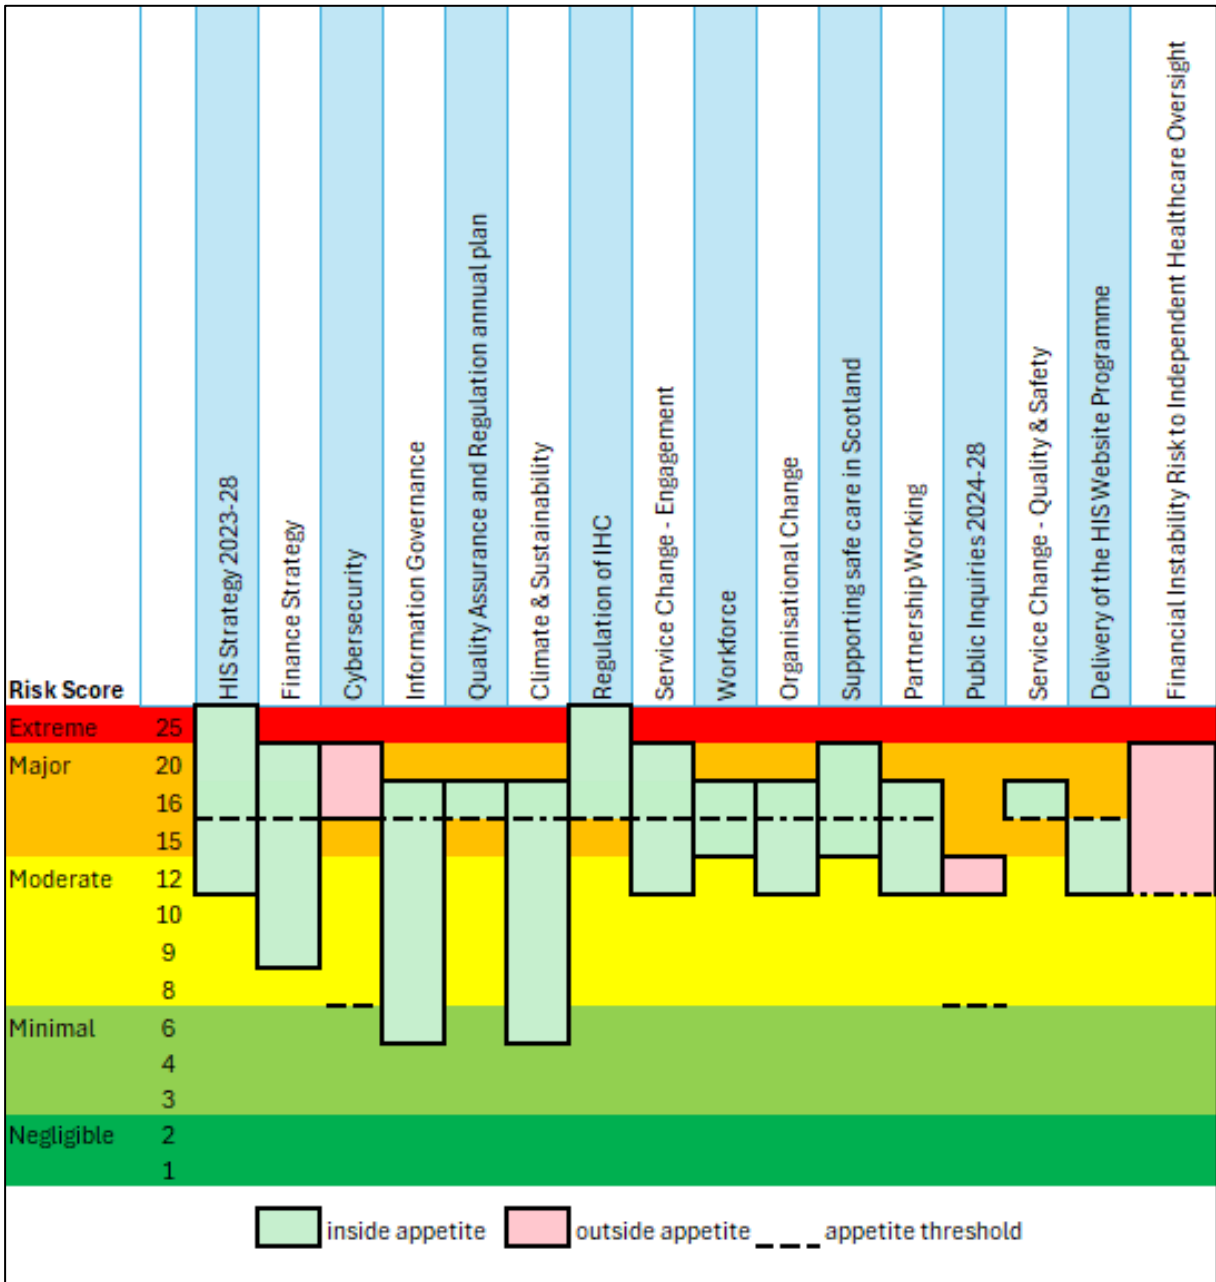 HIS Strategy 2023-28
Finance Strategy
Cybersecurity
Information Governance
Quality Assurance and Regulation annual plan
Climate & Sustainability
Regulation of IHC
Service Change - Engagement
Workforce
Organisational Change
Supporting safe care in Scotland
Partnership Working
Public Inquiries 2024-28
Service Change - Quality & Safety
Delivery of the HIS Website Programme
Financial Instability Risk to Independent Healthcare Oversight
Risk Score
Extreme 25
Major 20
16
15
Moderate 12
10
9
8
Minimal 6
4
3
Negligible 2
1
inside appetite outside appetite appetite threshold